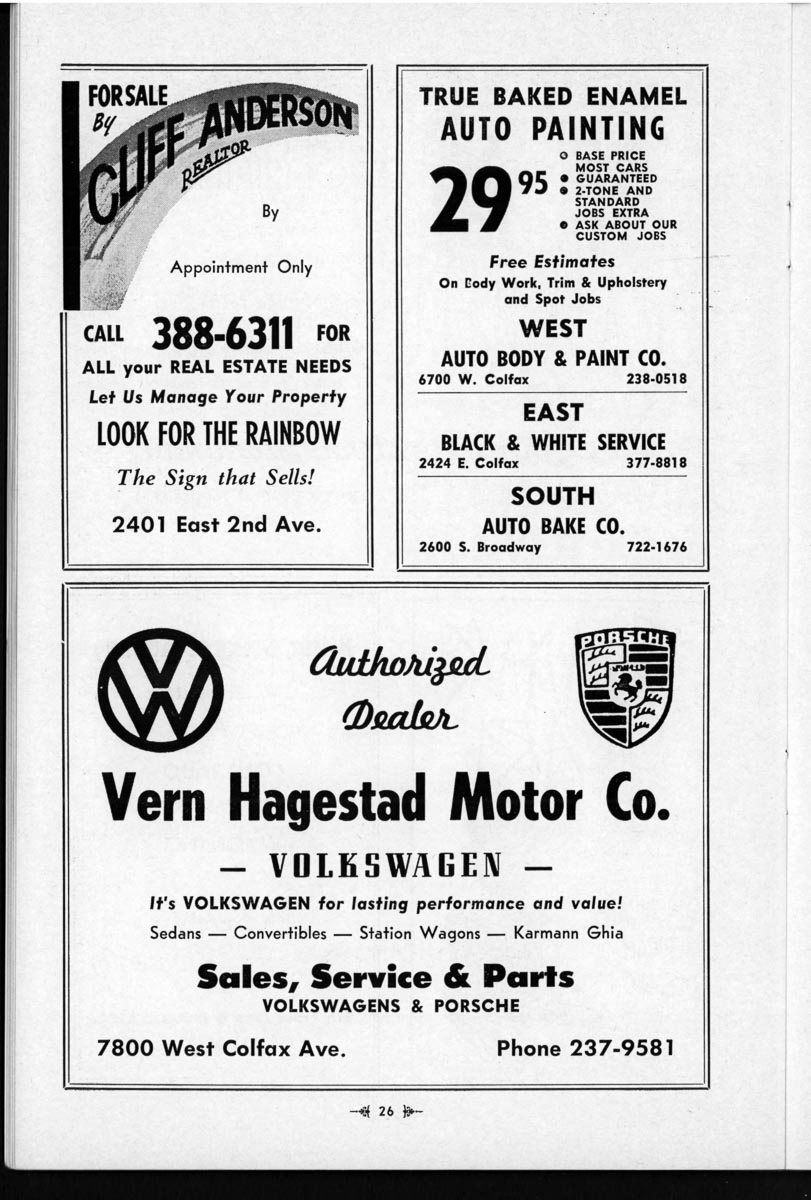 FOR SALE
By
CLIFF ANDERSON
REALTOR
By
Appointment Only
CALL 388-6311 FOR
ALL your REAL ESTATE NEEDS
Let Us Manage Your Property
LOOK FOR THE RAINBOW
The Sign that Sells!
2401 East 2nd Ave.
TRUE BAKED ENAMEL
AUTO PAINTING
29 95
BASE PRICE
MOST CARS
GUARANTEED
2-TONE AND
STANDARD
JOBS EXTRA
ASK ABOUT OUR
CUSTOM JOBS
Free Estimates
On Body Work, Trim & Upholstery
and Spot Jobs
WEST
AUTO BODY & PAINT CO.
6700 W. Colfax 238-0518
EAST
BLACK & WHITE SERVICE
2424 E. Colfax 377-8818
SOUTH
AUTO BAKE CO.
2600 S. Broadway 722-1676
VW
Authorized
Dealer
PORSCHE
Vern Hagestad Motor Co.
— VOLKSWAGEN —
It's VOLKSWAGEN for lasting performance and value!
Sedans — Convertibles — Station Wagons — Karmann Ghia
Sales, Service & Parts
VOLKSWAGENS & PORSCHE
7800 West Colfax Ave. Phone 237-9581
26